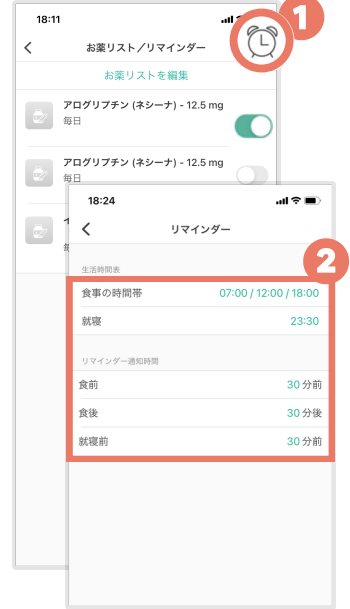 18:11
1
お薬リスト／リマインダー
お薬リストを編集
アログリプチン (ネシーナ) - 12.5 mg
毎日
アログリプチン (ネシーナ) - 12.5 mg
毎日
18:24
リマインダー
2
生活時間表
食事の時間帯 07:00 / 12:00 / 18:00
就寝 23:30
リマインダー通知時間
食前 30 分前
食後 30 分後
就寝前 30 分前